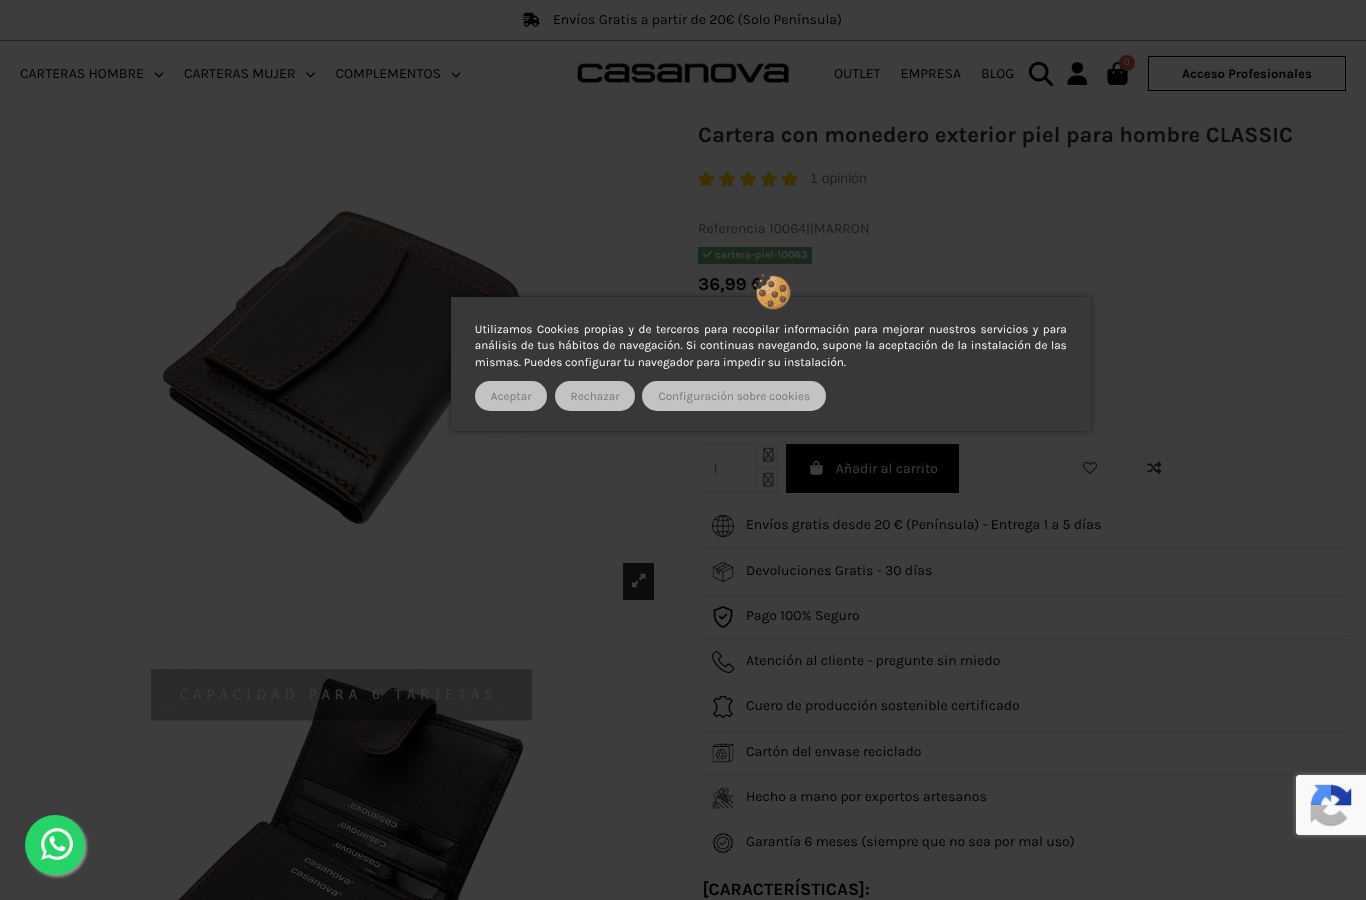 Envíos Gratis a partir de 20€ (Solo Península)
CARTERAS HOMBRE
CARTERAS MUJER
COMPLEMENTOS
casanova
OUTLET
EMPRESA
BLOG
0
Acceso Profesionales
Cartera con monedero exterior piel para hombre CLASSIC
1 opinión
Referencia 10064||MARRON
cartera-piel-10063
36,99
Utilizamos Cookies propias y de terceros para recopilar información para mejorar nuestros servicios y para
análisis de tus hábitos de navegación. Si continuas navegando, supone la aceptación de la instalación de las
mismas. Puedes configurar tu navegador para impedir su instalación.
Aceptar
Rechazar
Configuración sobre cookies
1
Añadir al carrito
Envíos gratis desde 20 € (Península) - Entrega 1 a 5 días
Devoluciones Gratis - 30 días
Pago 100% Seguro
CAPACIDAD PARA 6 TARJETAS
Atención al cliente - pregunte sin miedo
Cuero de producción sostenible certificado
Cartón del envase reciclado
Hecho a mano por expertos artesanos
Garantía 6 meses (siempre que no sea por mal uso)
casanova
casanova
casanova
casanova
casanova
[CARACTERÍSTICAS]: